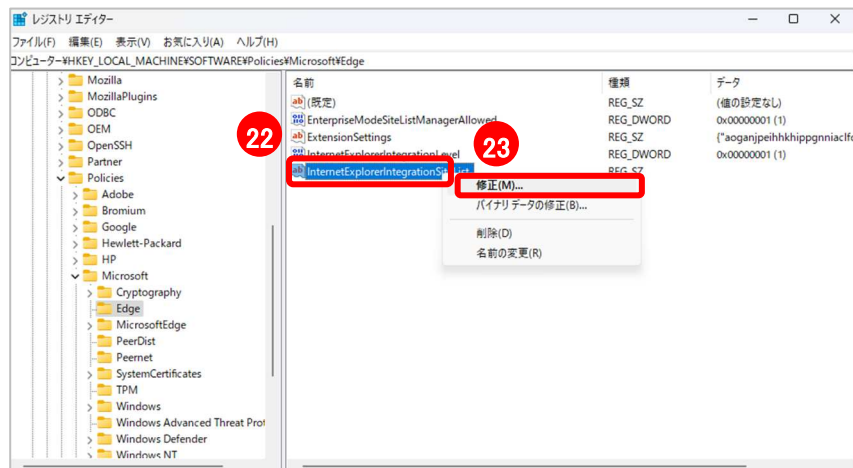 レジストリ エディター
ファイル(F) 編集(E) 表示(V) お気に入り(A) ヘルプ(H)
コンピューター¥HKEY_LOCAL_MACHINE¥SOFTWARE¥Policies¥Microsoft¥Edge
Mozilla
MozillaPlugins
ODBC
OEM
OpenSSH
Partner
Policies
Adobe
Bromium
Google
Hewlett-Packard
HP
Microsoft
Cryptography
Edge
MicrosoftEdge
PeerDist
Peernet
SystemCertificates
TPM
Windows
Windows Advanced Threat Prot
Windows Defender
Windows NT
名前 種類 データ
(既定) REG_SZ (値の設定なし)
EnterpriseModeSiteListManagerAllowed REG_DWORD 0x00000001 (1)
ExtensionSettings REG_SZ {"aoganjpeihhkhippgnniaclfc
InternetExplorerIntegrationLevel REG_DWORD 0x00000001 (1)
InternetExplorerIntegrationSiteList REG_SZ
22
23
修正(M)...
バイナリ データの修正(B)...
削除(D)
名前の変更(R)